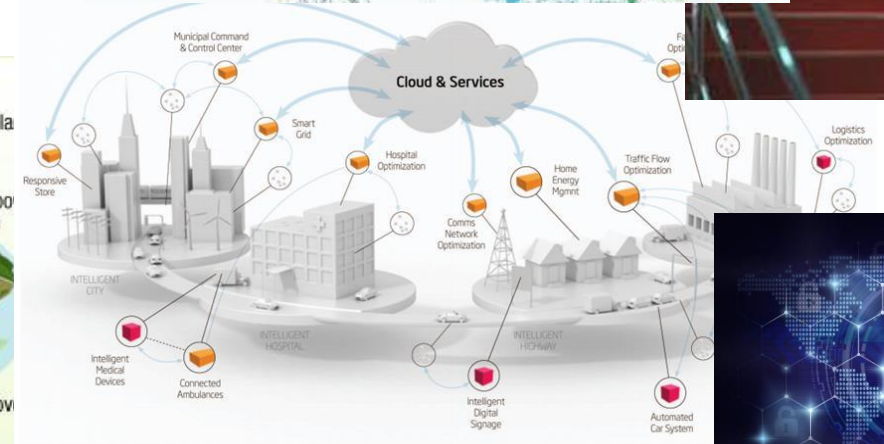 Municipal Command
& Control Center
Cloud & Services
Smart
Grid
Responsive
Store
Hospital
Optimization
Home
Energy
Mgmnt
Traffic Flow
Optimization
Logistics
Optimization
Comms
Network
Optimization
INTELLIGENT
CITY
INTELLIGENT
HOSPITAL
INTELLIGENT
HIGHWAY
Intelligent
Medical
Devices
Connected
Ambulances
Intelligent
Digital
Signage
Automated
Car System